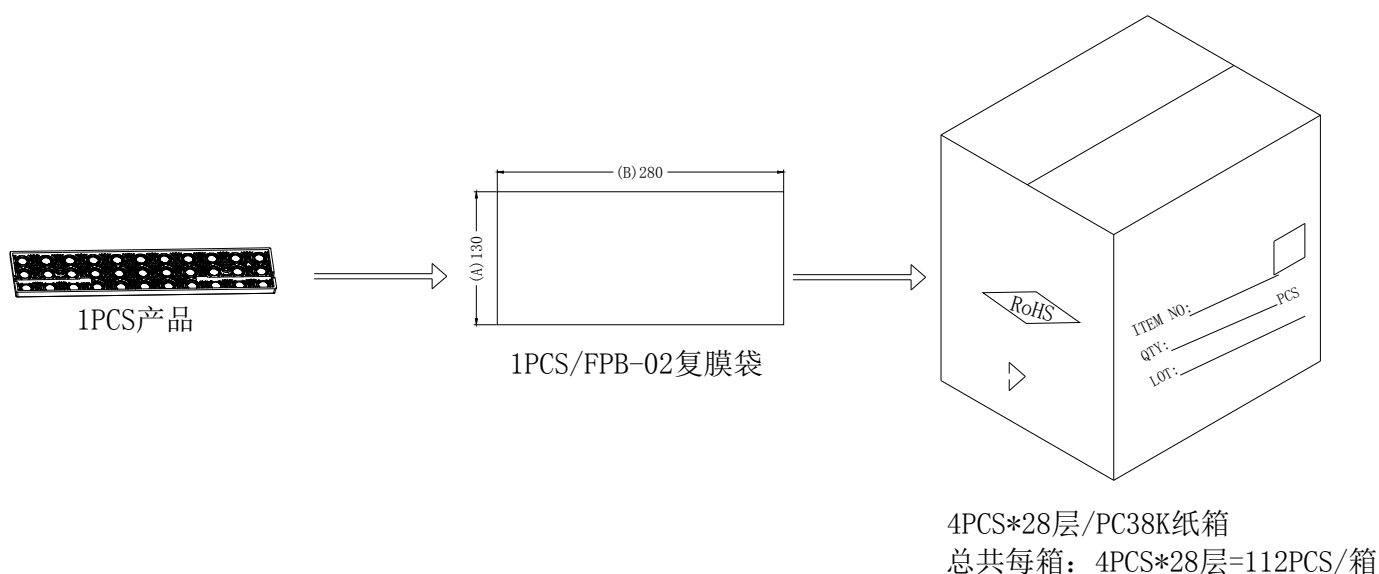 1PCS产品
(B)280
(A)130
1PCS/FPB-02复膜袋
RoHS
ITEM NO:
QTY: PCS
LOT:
4PCS*28层/PC38K纸箱
总共每箱：4PCS*28层=112PCS/箱